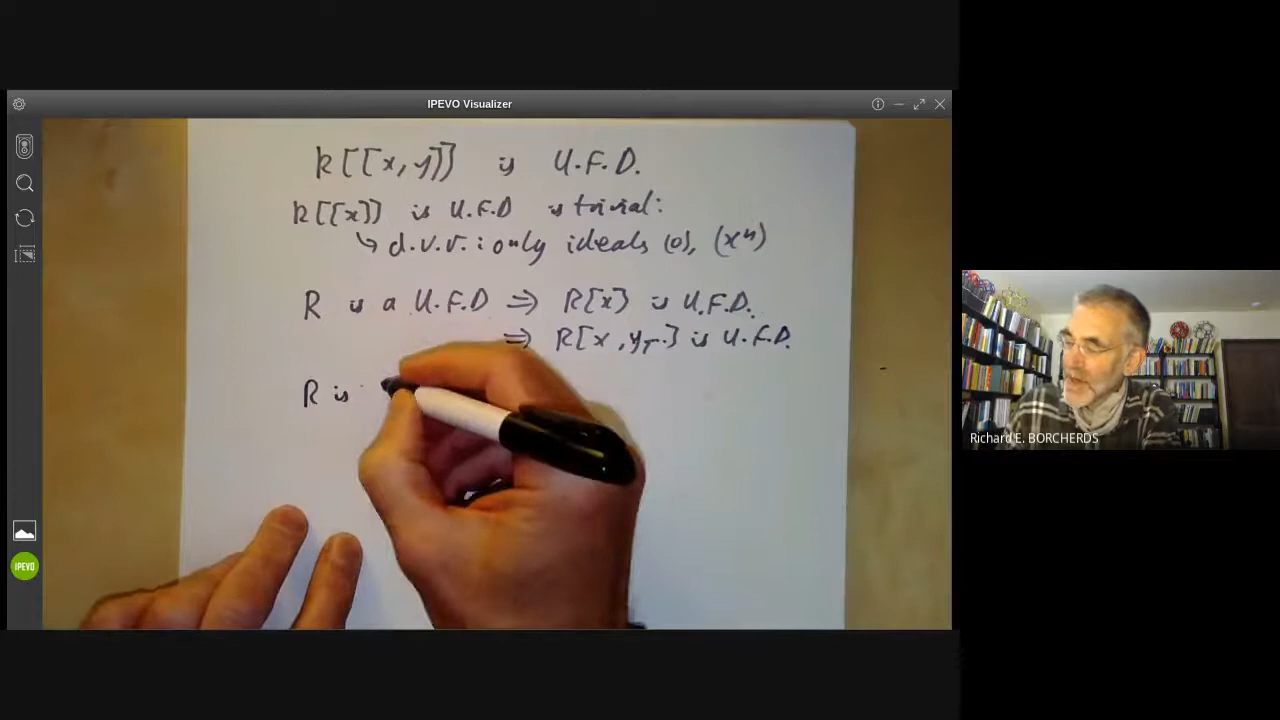 IPEVO Visualizer
k[[x,y]] is U.F.D.
k[[x]] is U.F.D is trivial:
↳ d.v.r. : only ideals (0), (xⁿ)
R is a U.F.D ⇒ R[x] is U.F.D.
⇒ R[x,y,..] is U.F.D.
R is
IPEVO
Richard E. BORCHERDS